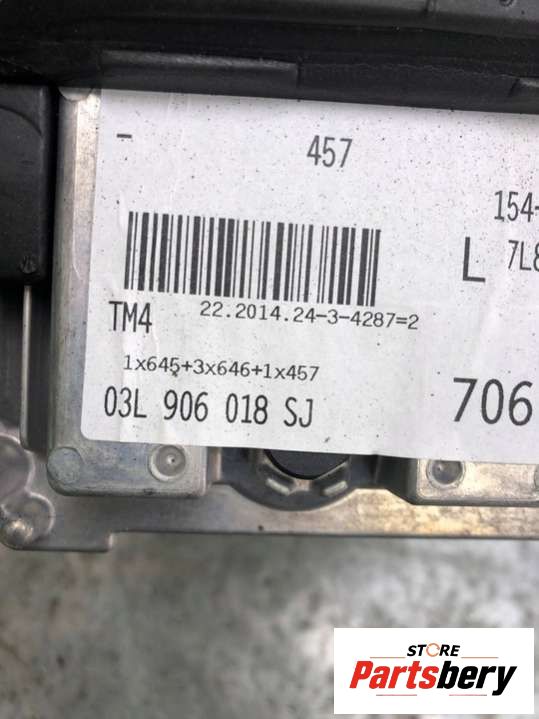 -
457
154-
L 7L8
22.2014.24-3-4287=2
TM4
1x645+3x646+1x457
03L 906 018 SJ
706
STORE
Partsbery